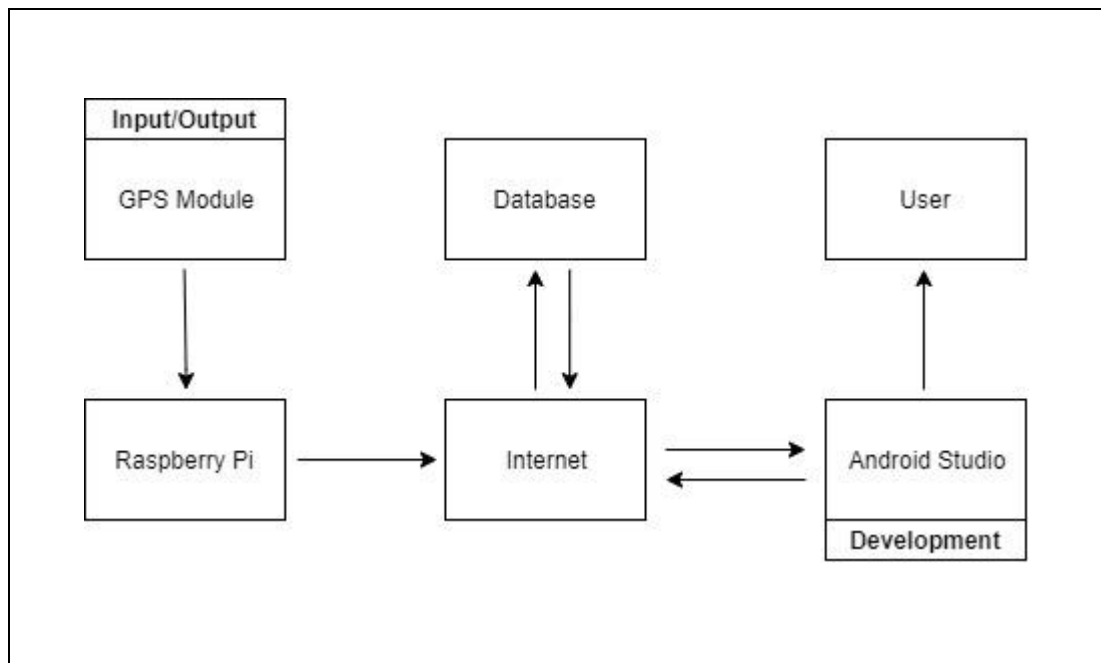 Input/Output
GPS Module
Database
User
Raspberry Pi
Internet
Android Studio
Development